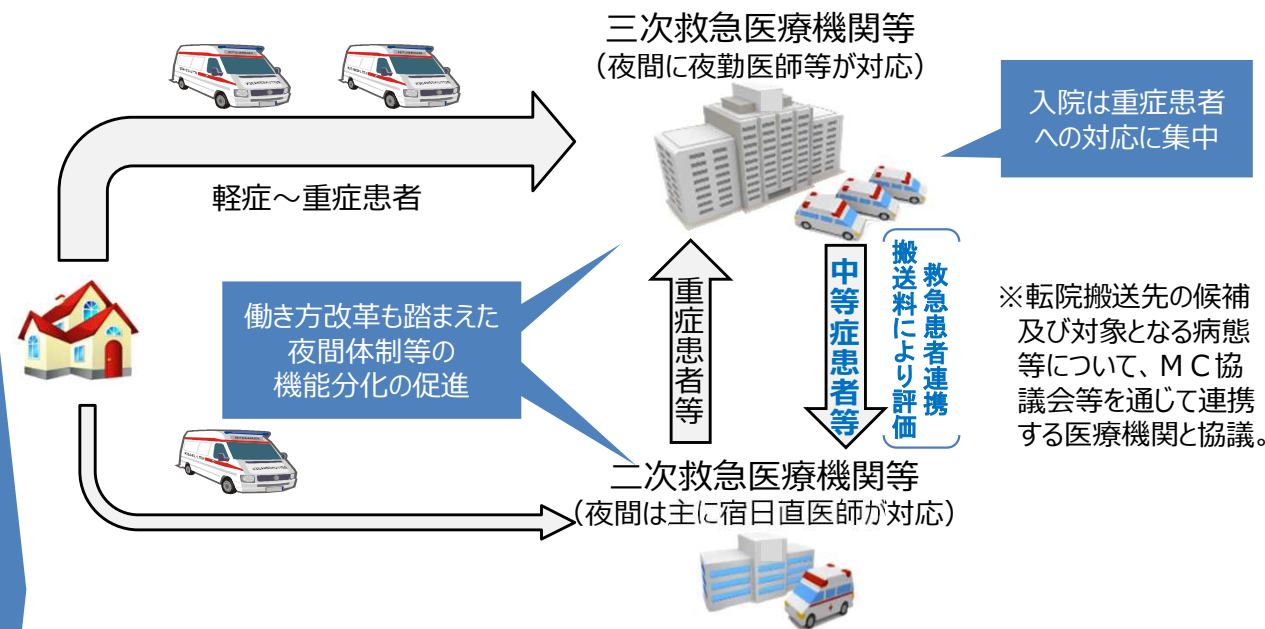 三次救急医療機関等
（夜間に夜勤医師等が対応）
入院は重症患者
への対応に集中
軽症～重症患者
働き方改革も踏まえた
夜間体制等の
機能分化の促進
重症患者等
中等症患者等
救急患者連携
搬送料により評価
※転院搬送先の候補
及び対象となる病態
等について、ＭＣ協
議会等を通じて連携
する医療機関と協議。
二次救急医療機関等
（夜間は主に宿日直医師が対応）